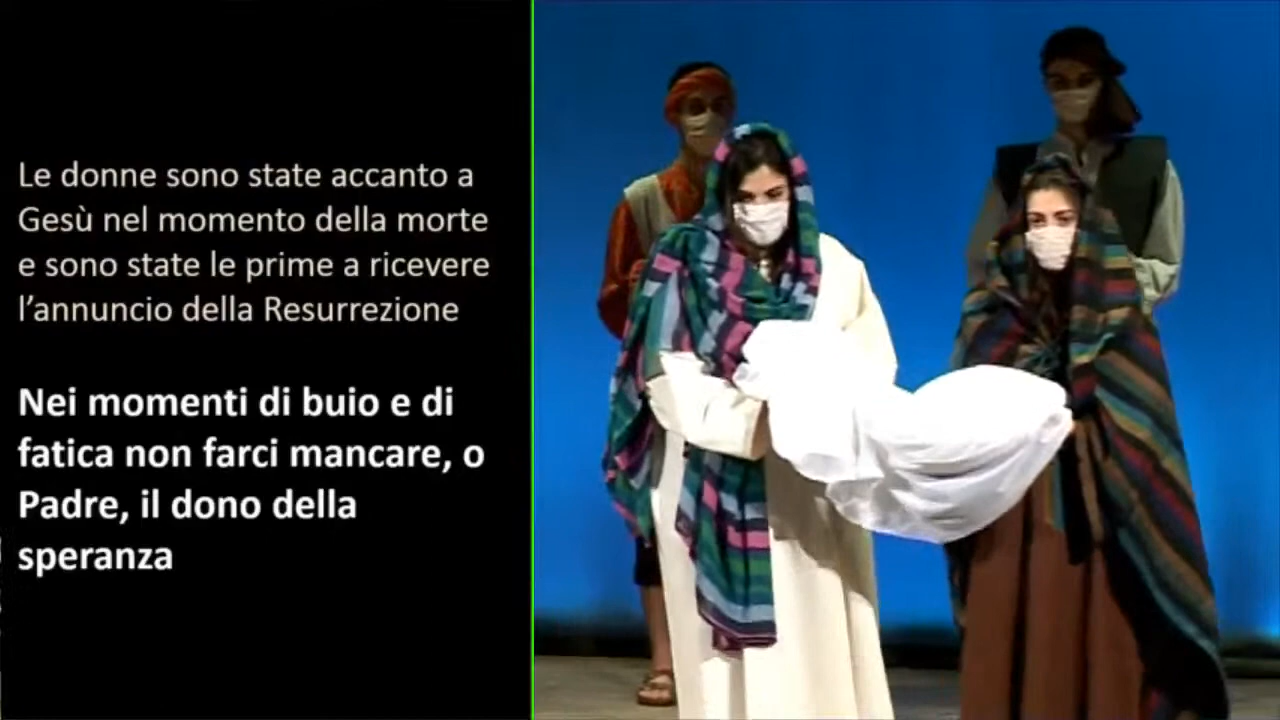 Le donne sono state accanto a
Gesù nel momento della morte
e sono state le prime a ricevere
l’annuncio della Resurrezione
Nei momenti di buio e di
fatica non farci mancare, o
Padre, il dono della
speranza